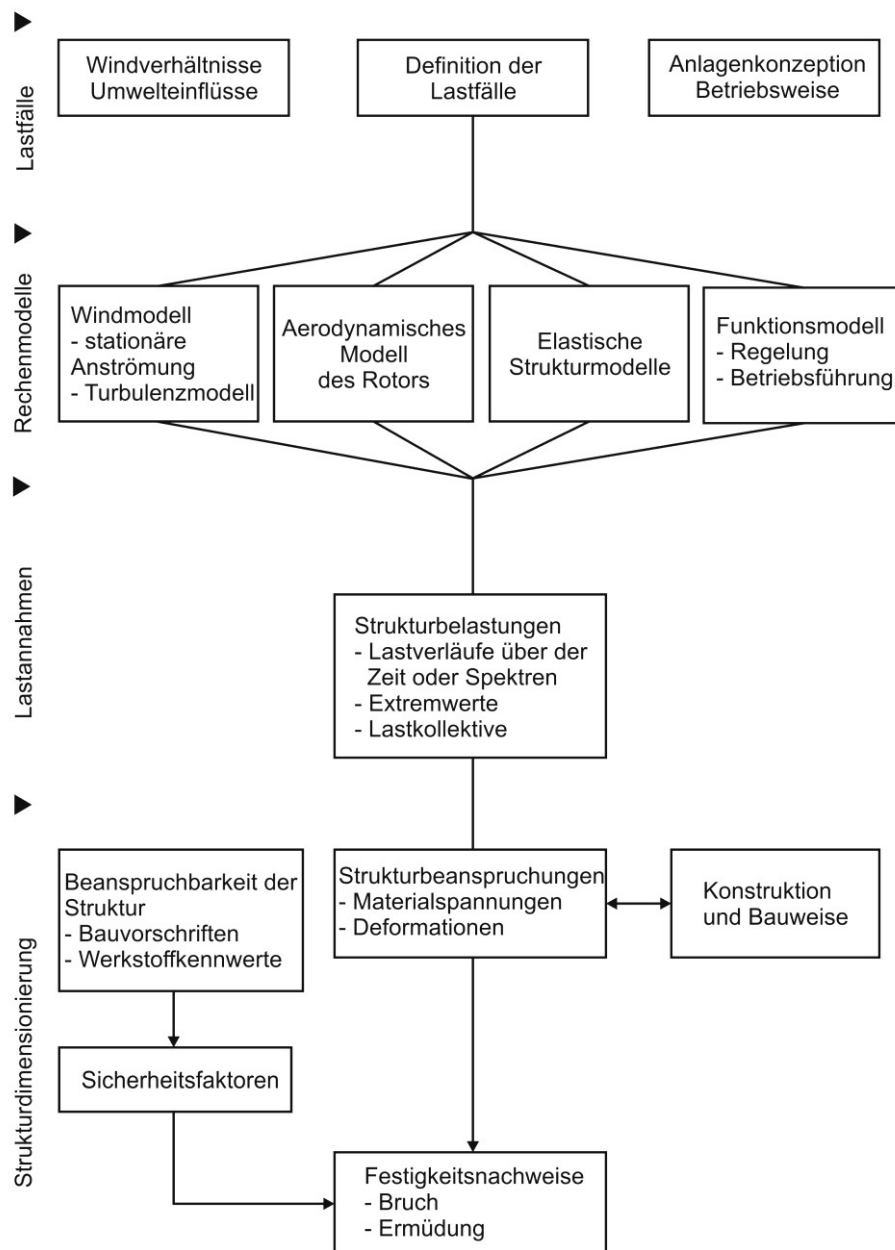 Lastfälle
Windverhältnisse
Umwelteinflüsse
Definition der
Lastfälle
Anlagenkonzeption
Betriebsweise
Rechenmodelle
Windmodell
- stationäre
Anströmung
- Turbulenzmodell
Aerodynamisches
Modell
des Rotors
Elastische
Strukturmodelle
Funktionsmodell
- Regelung
- Betriebsführung
Lastannahmen
Strukturbelastungen
- Lastverläufe über der
Zeit oder Spektren
- Extremwerte
- Lastkollektive
Strukturdimensionierung
Beanspruchbarkeit der
Struktur
- Bauvorschriften
- Werkstoffkennwerte
Strukturbeanspruchungen
- Materialspannungen
- Deformationen
Konstruktion
und Bauweise
Sicherheitsfaktoren
Festigkeitsnachweise
- Bruch
- Ermüdung